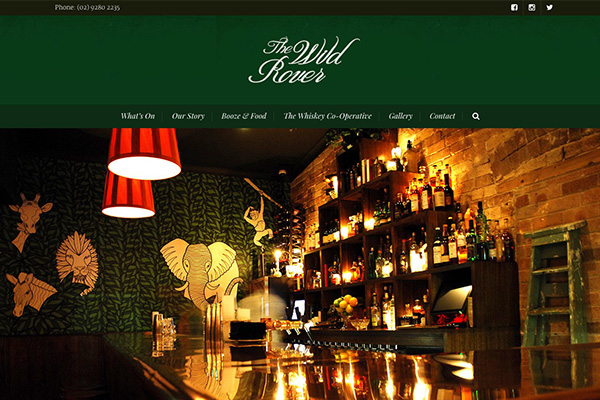 Phone: (02) 9280 2235
The Wild
Rover
What's On Our Story Booze & Food The Whiskey Co-Operative Gallery Contact